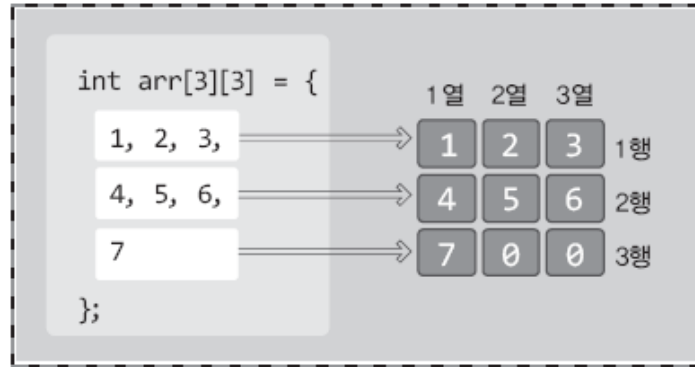 int arr[3][3] = {
1, 2, 3,
4, 5, 6,
7
};
1열 2열 3열
1 2 3 1행
4 5 6 2행
7 0 0 3행